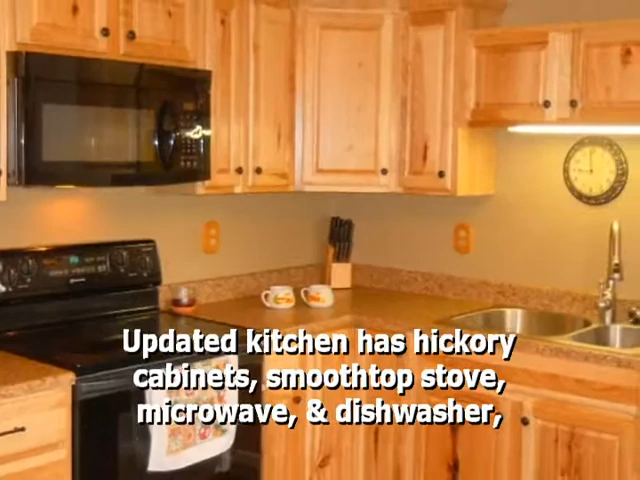 Updated kitchen has hickory
cabinets, smoothtop stove,
microwave, & dishwasher,